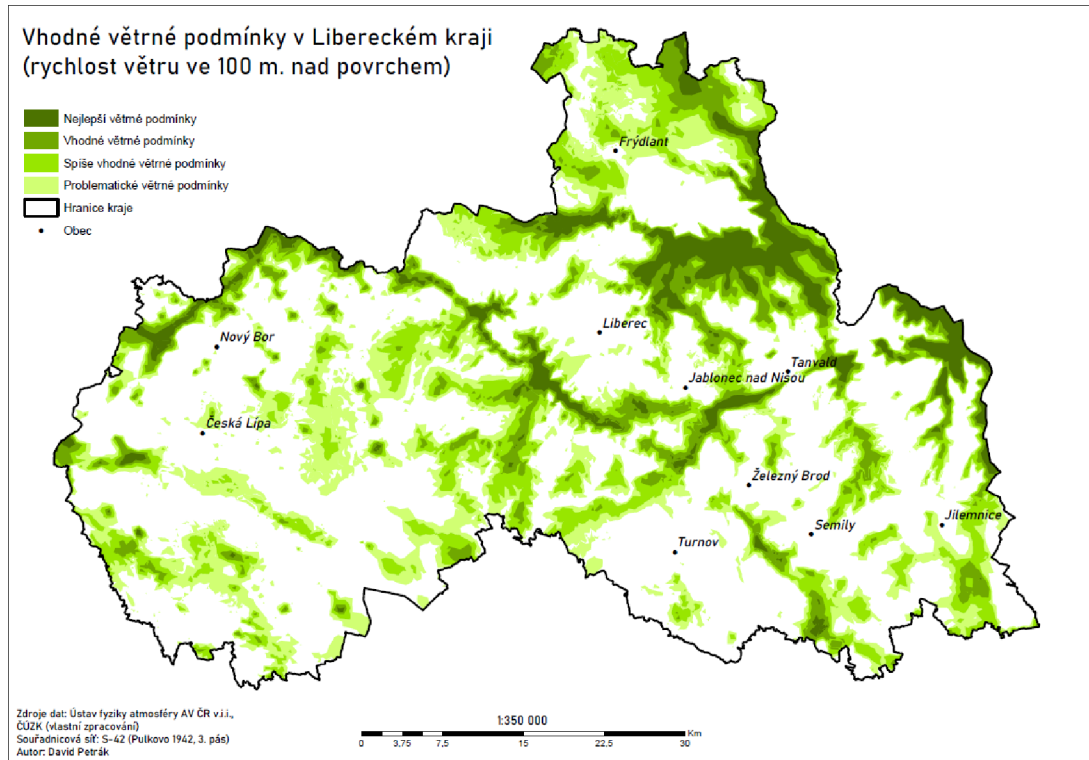 Vhodné větrné podmínky v Libereckém kraji
(rychlost větru ve 100 m. nad povrchem)
Nejlepší větrné podmínky
Vhodné větrné podmínky
Spíše vhodné větrné podmínky
Problematické větrné podmínky
Hranice kraje
Obec
Frýdlant
Nový Bor
Liberec
Tanvald
Jablonec nad Nisou
Česká Lípa
Železný Brod
Semily
Jilemnice
Turnov
Zdroje dat: Ústav fyziky atmosféry AV ČR v.i.i.,
ČÚZK (vlastní zpracování)
Souřadnicová síť: S-42 (Pulkovo 1942, 3. pás)
Autor: David Petrák
1:350 000
0 3,75 7,5 15 22,5 30 Km